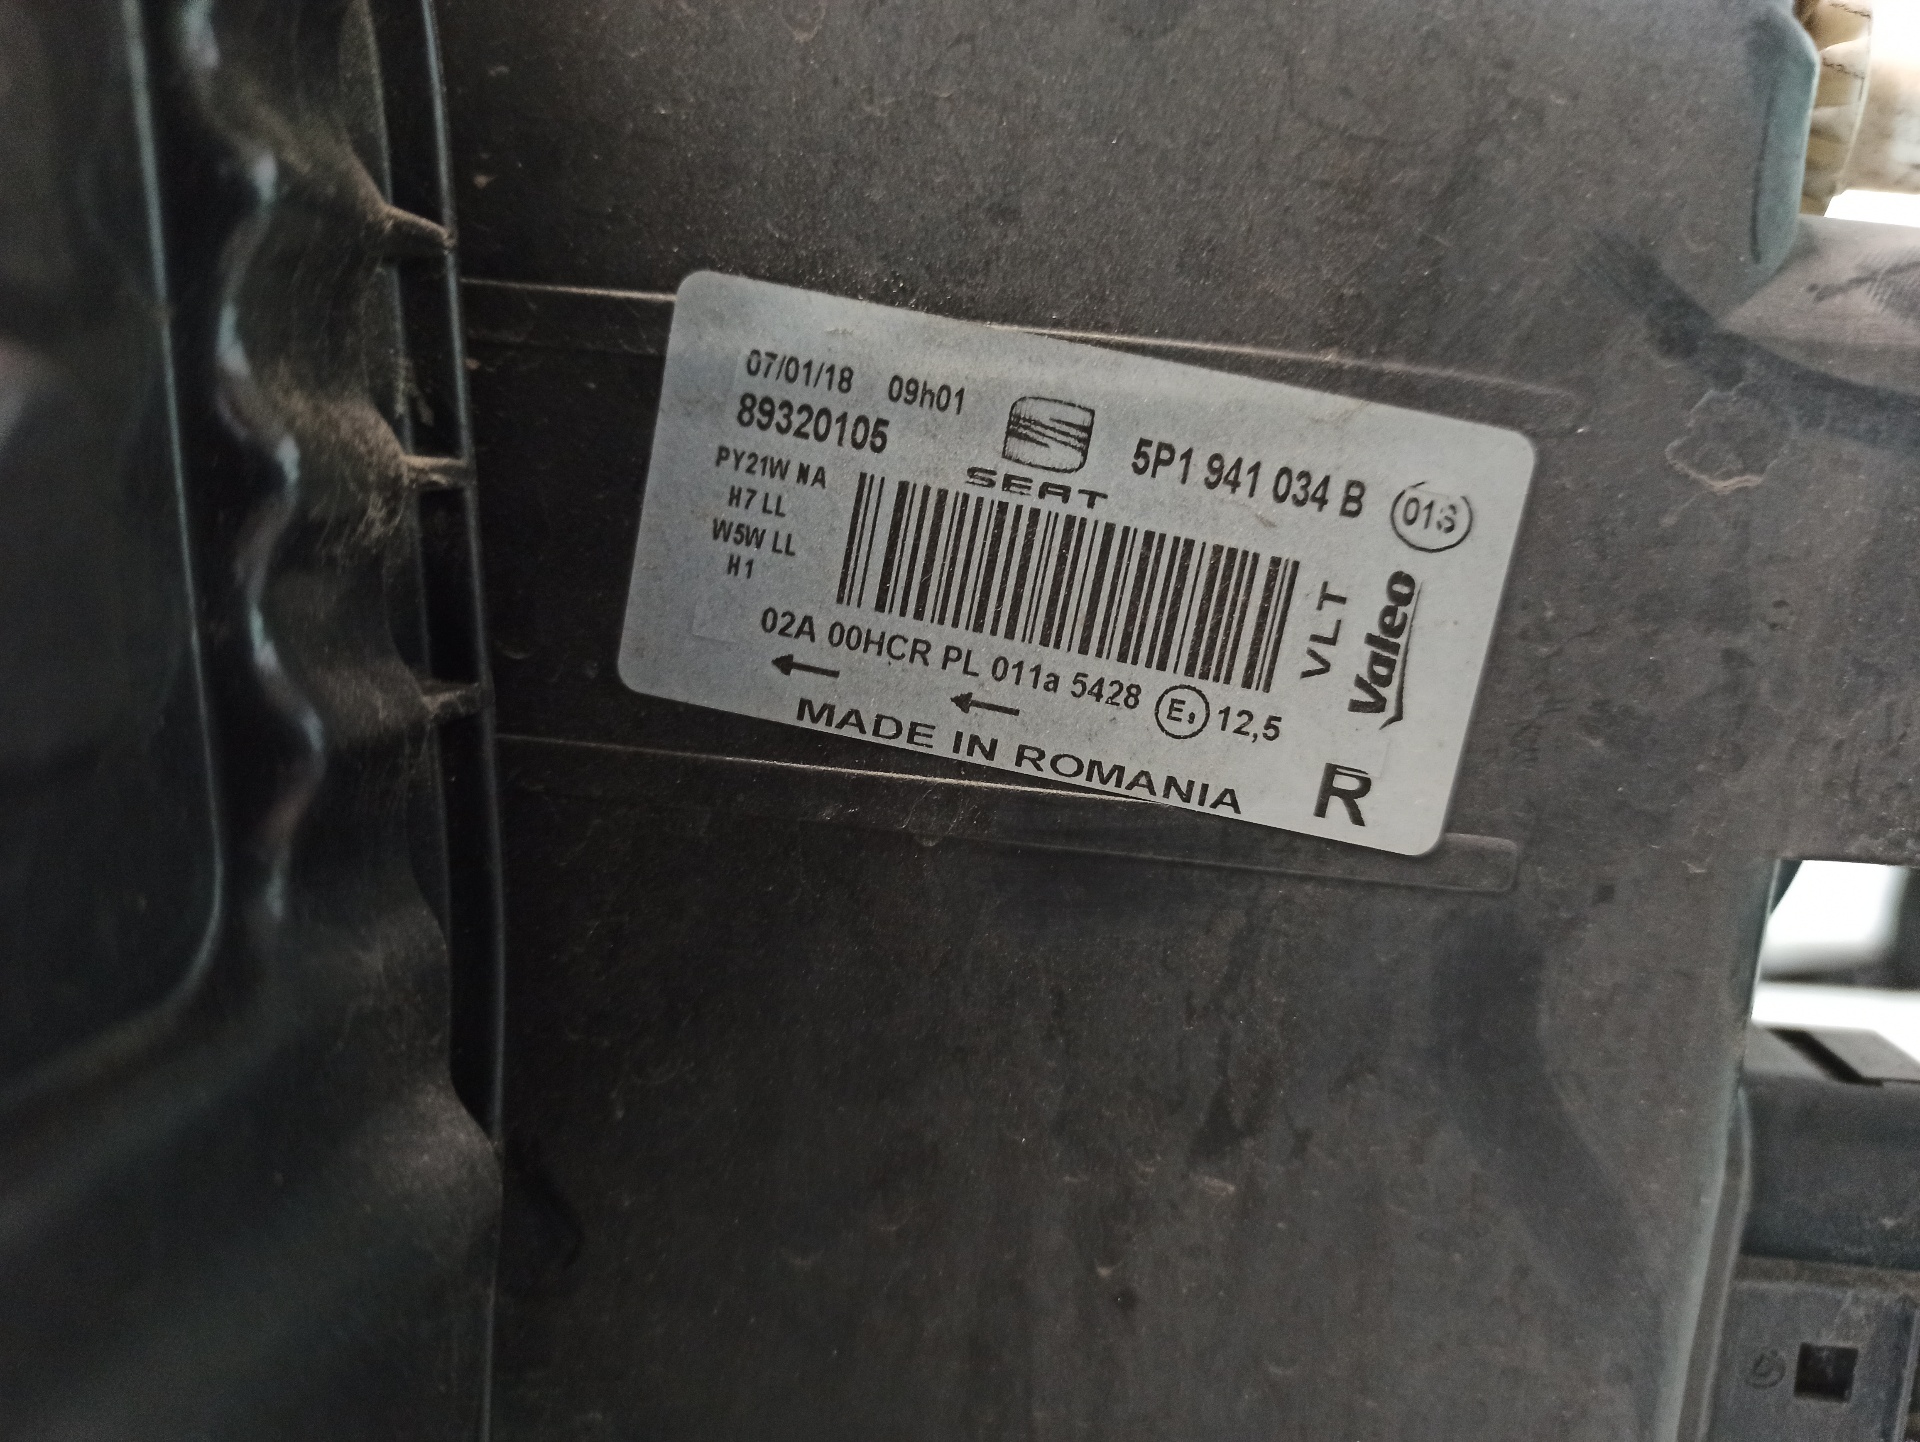 07/01/18 09h01
89320105
SEAT
5P1 941 034 B
01S
PY21W NA
H7 LL
W5W LL
H1
VLT
Valeo
02A 00HCR PL 011a 5428 E9 12,5
MADE IN ROMANIA
R